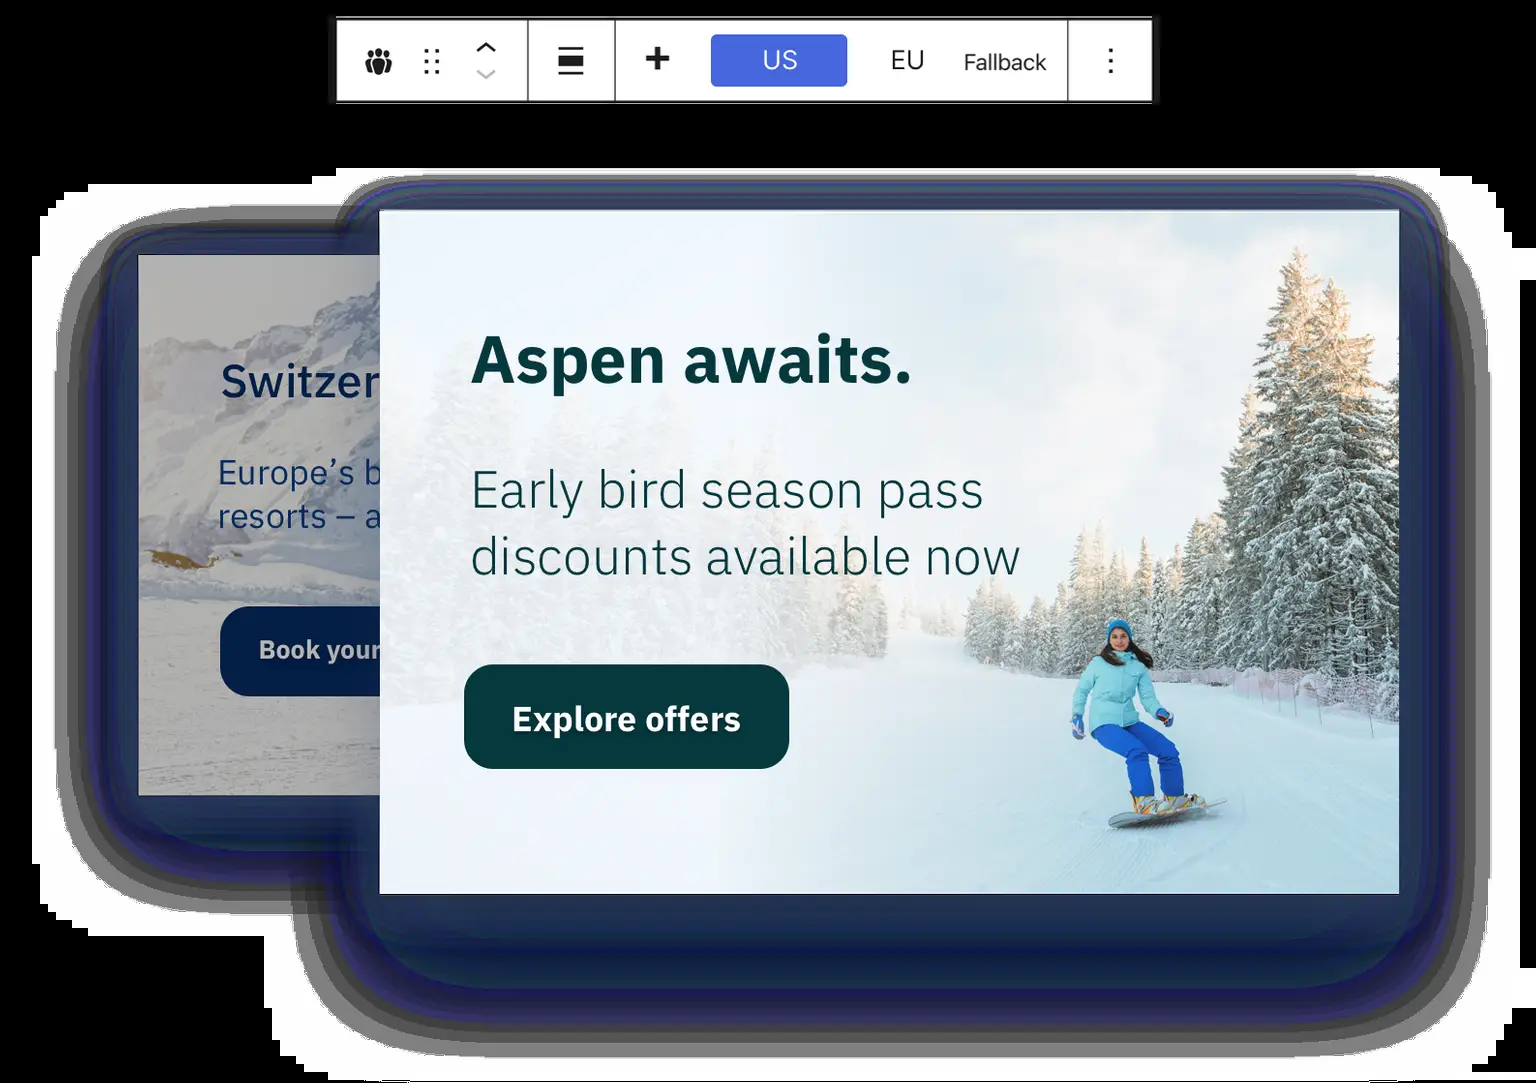 US EU Fallback
Switzer
Europe’s b
resorts – a
Book your
Aspen awaits.
Early bird season pass
discounts available now
Explore offers